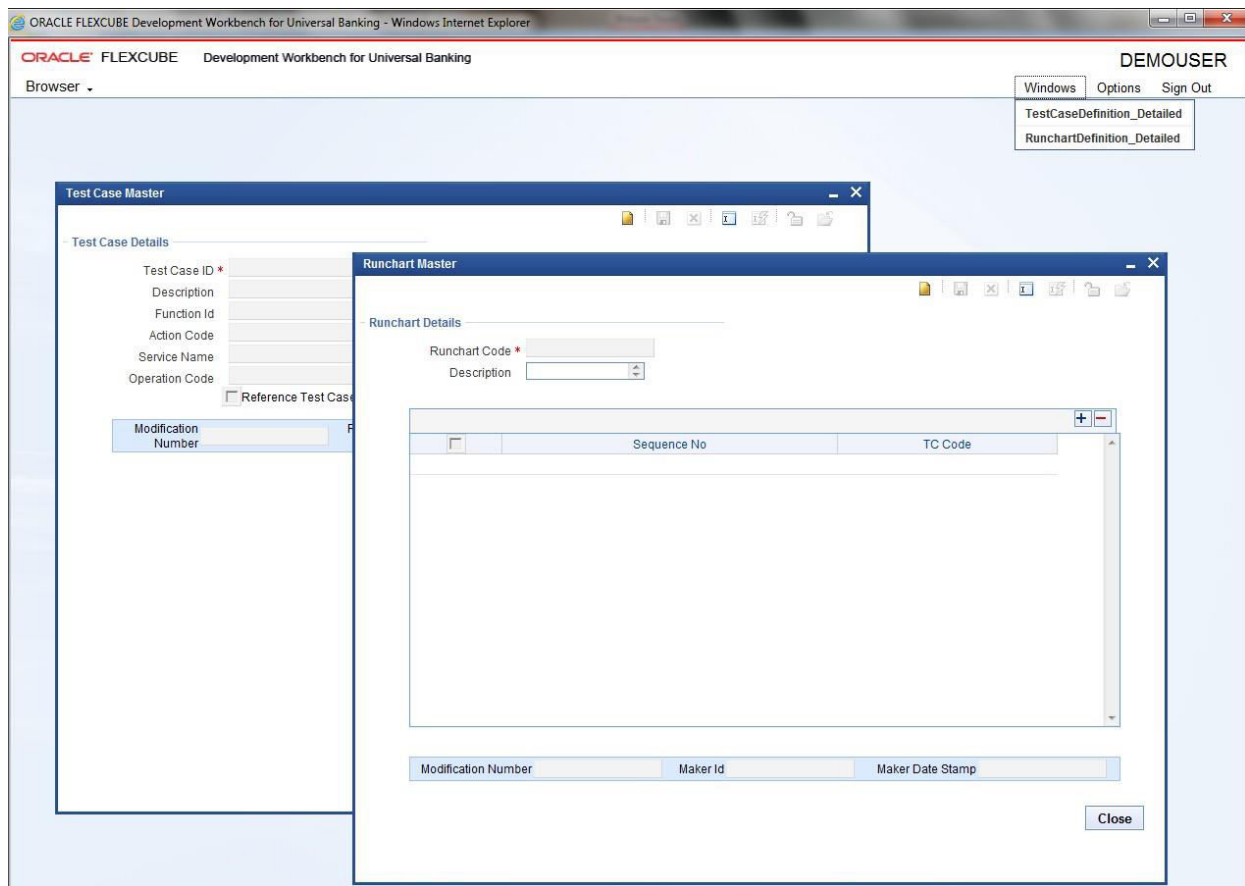 ORACLE FLEXCUBE Development Workbench for Universal Banking - Windows Internet Explorer
ORACLE FLEXCUBE Development Workbench for Universal Banking
DEMOUSER
Browser
Windows Options Sign Out
TestCaseDefinition_Detailed
RunchartDefinition_Detailed
Test Case Master
Test Case Details
Test Case ID *
Description
Function Id
Action Code
Service Name
Operation Code
Reference Test Case
Modification
Number
Runchart Master
Runchart Details
Runchart Code *
Description
Sequence No TC Code
Modification Number Maker Id Maker Date Stamp
Close